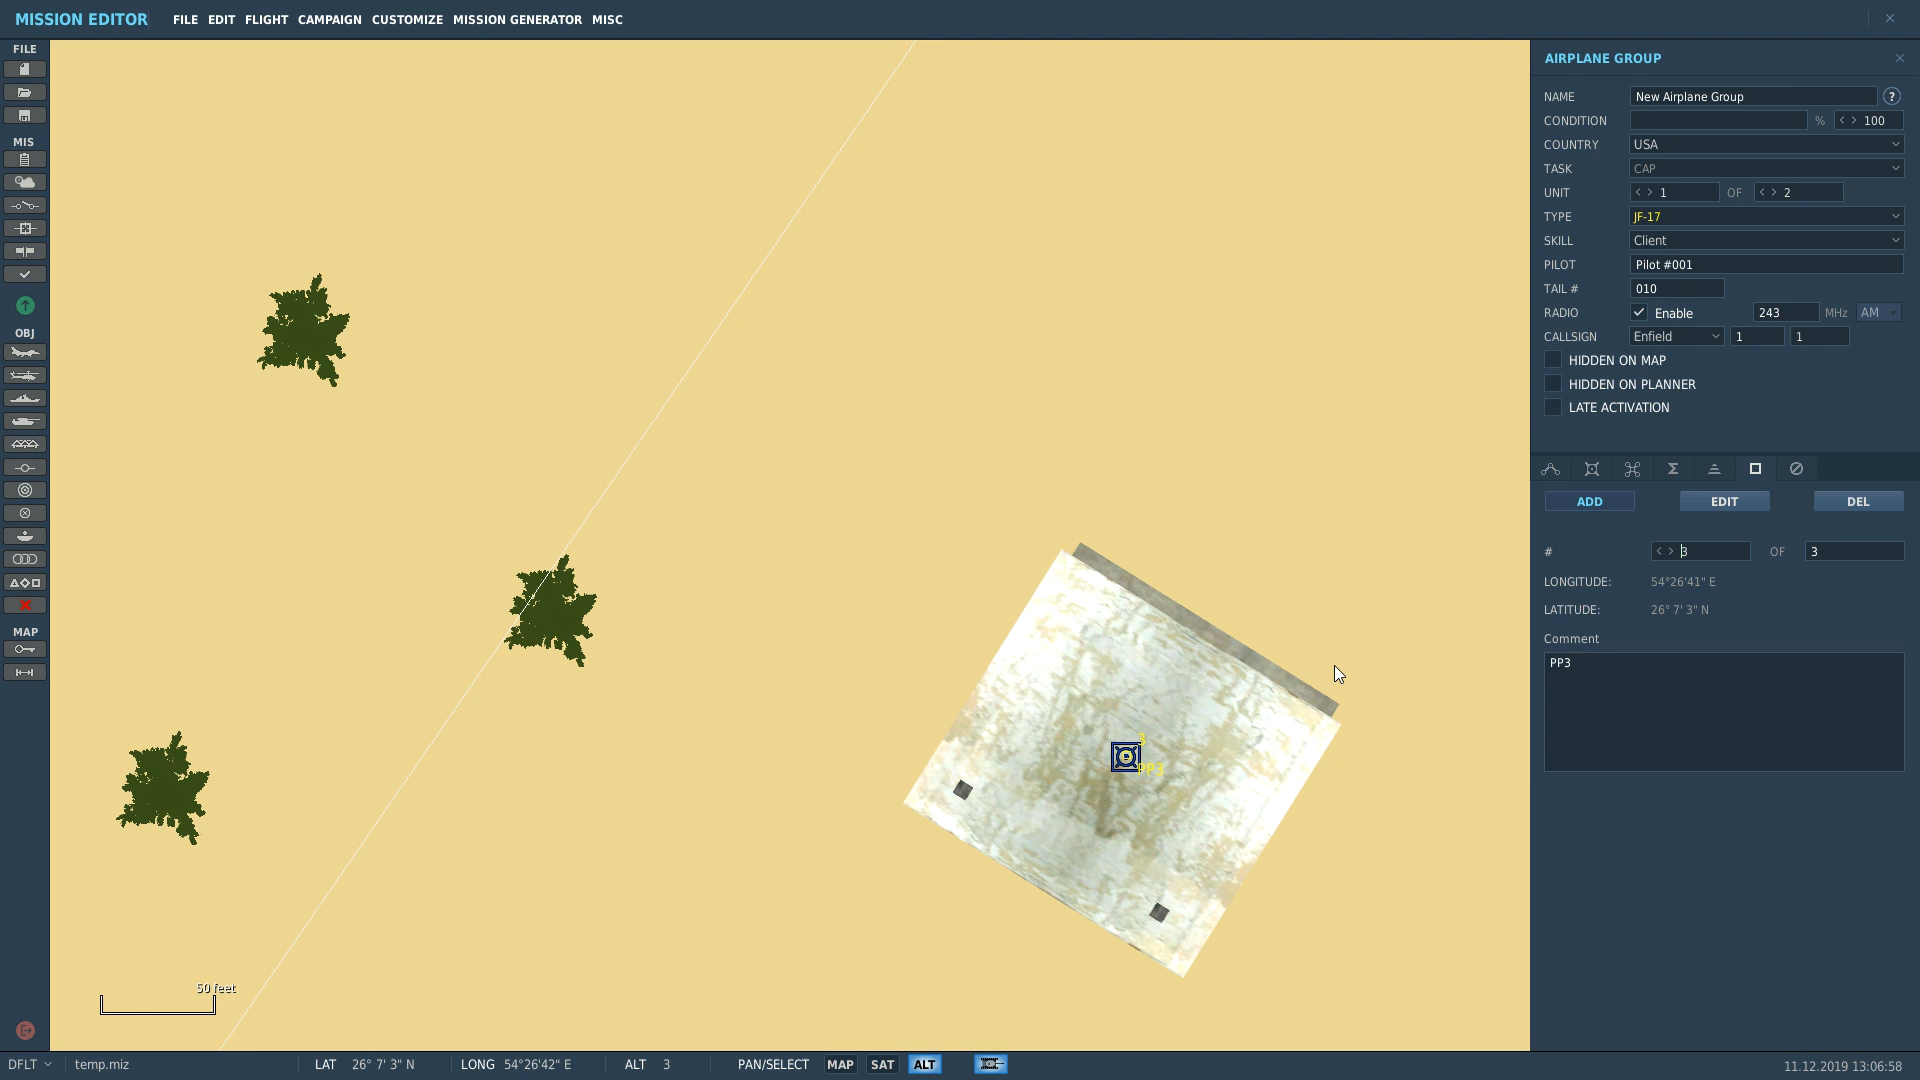 MISSION EDITOR FILE EDIT FLIGHT CAMPAIGN CUSTOMIZE MISSION GENERATOR MISC
FILE
MIS
OBJ
MAP
3
PP3
50 feet
AIRPLANE GROUP
NAME New Airplane Group ?
CONDITION % < > 100
COUNTRY USA
TASK CAP
UNIT < > 1 OF < > 2
TYPE JF-17
SKILL Client
PILOT Pilot #001
TAIL # 010
RADIO Enable 243 MHz AM
CALLSIGN Enfield 1 1
HIDDEN ON MAP
HIDDEN ON PLANNER
LATE ACTIVATION
ADD EDIT DEL
# < > 3 OF 3
LONGITUDE: 54°26'41" E
LATITUDE: 26° 7' 3" N
Comment
PP3
DFLT temp.miz LAT 26° 7' 3" N LONG 54°26'42" E ALT 3 PAN/SELECT MAP SAT ALT 11.12.2019 13:06:58